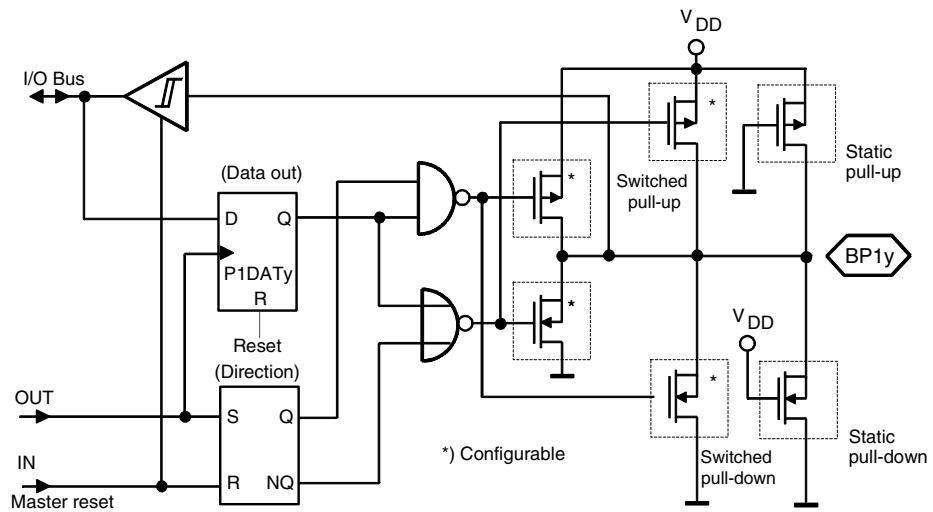 V DD
I/O Bus
*
*
Static
pull-up
(Data out)
Switched
pull-up
D
Q
P1DATy
R
BP1y
*
V DD
Reset
(Direction)
OUT
S
Q
*
*) Configurable
Static
pull-down
IN
Master reset
R
NQ
Switched
pull-down